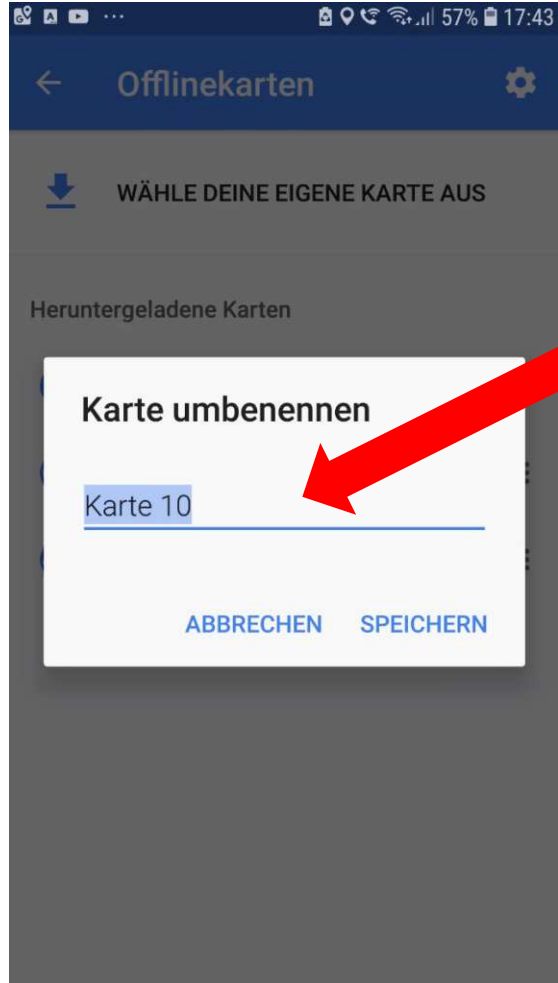 57% 17:43
Offlinekarten
WÄHLE DEINE EIGENE KARTE AUS
Heruntergeladene Karten
Karte umbenennen
Karte 10
ABBRECHEN SPEICHERN